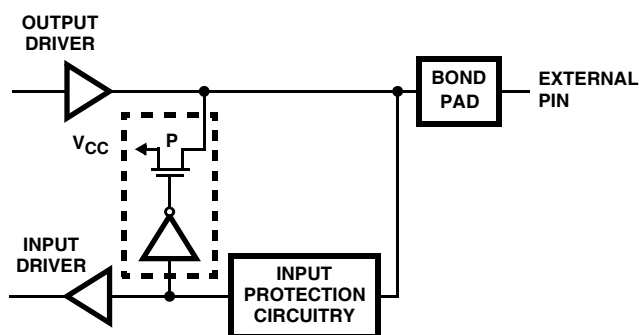 OUTPUT
DRIVER
BOND
PAD
EXTERNAL
PIN
VCC
P
INPUT
DRIVER
INPUT
PROTECTION
CIRCUITRY